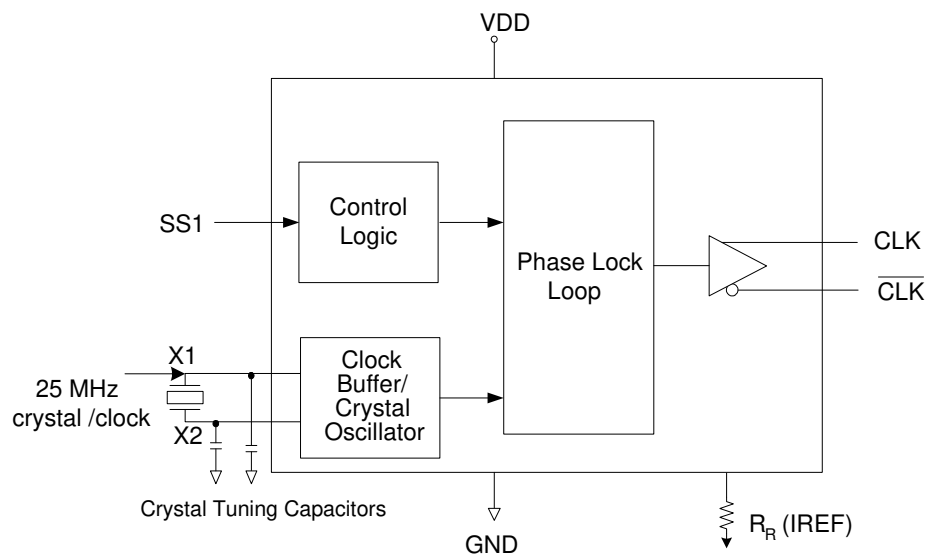 VDD
SS1
Control
Logic
Phase Lock
Loop
CLK
CLK
X1
25 MHz
crystal /clock
X2
Clock
Buffer/
Crystal
Oscillator
Crystal Tuning Capacitors
GND
RR (IREF)